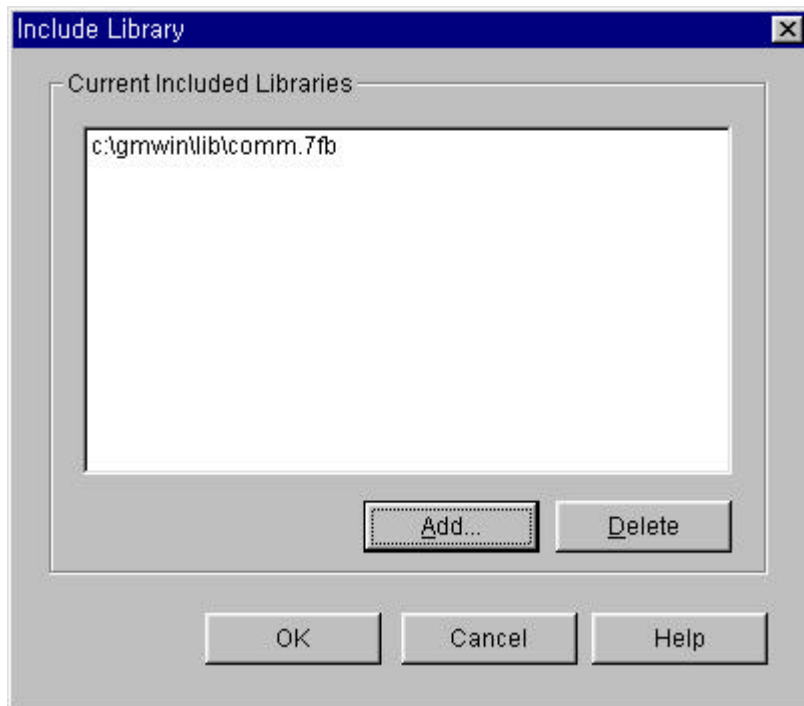 Include Library
Current Included Libraries
c:\gmwin\lib\comm.7fb
Add...
Delete
OK
Cancel
Help